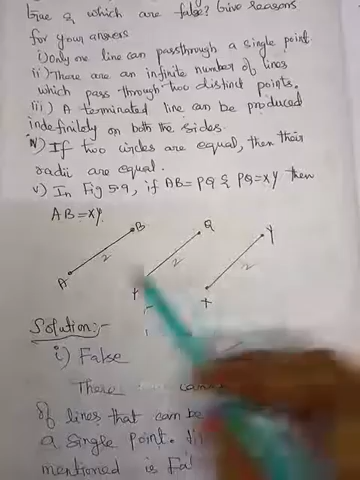 true & which are false? Give reasons
for your answers
i) only one line can passthrough a single point
(ii) There are an infinite number of lines
which pass through two distinct points.
iii) A terminated line can be produced
indefinitely on both the sides.
iv) If two circles are equal, then their
radii are equal.
v) In Fig 5.9, if AB=PQ & PQ=XY then
AB=XY.
B Q Y
2 2 2
A X
Solution:-
i) False
There
of lines that can be
a single point.
mentioned is Fal